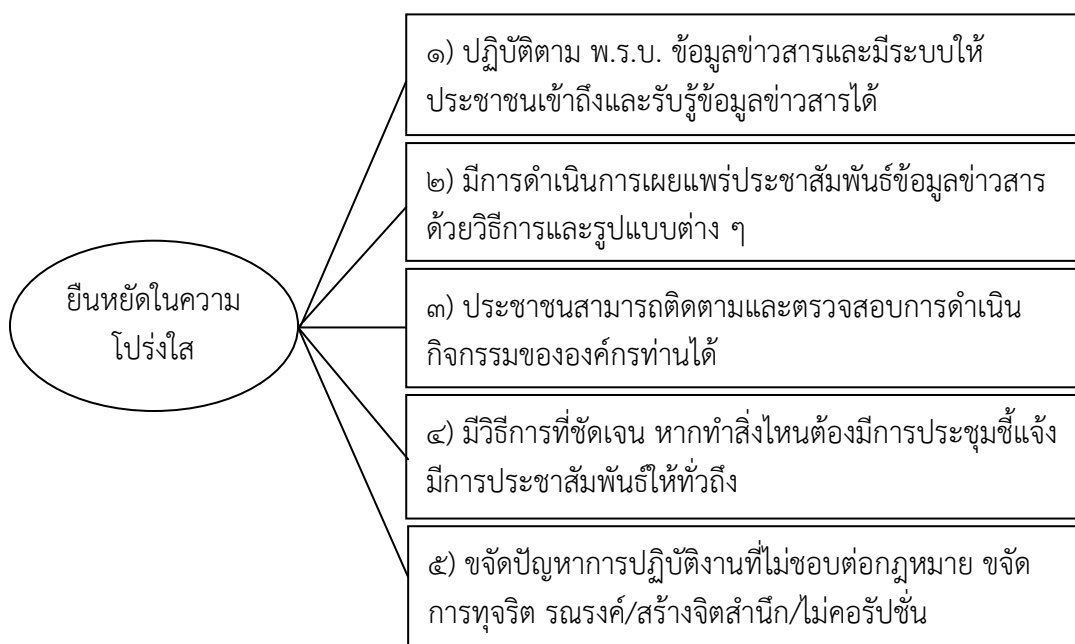 ๑) ปฏิบัติตาม พ.ร.บ. ข้อมูลข่าวสารและมีระบบให้
ประชาชนเข้าถึงและรับรู้ข้อมูลข่าวสารได้
๒) มีการดำเนินการเผยแพร่ประชาสัมพันธ์ข้อมูลข่าวสาร
ด้วยวิธีการและรูปแบบต่าง ๆ
ยืนหยัดในความ
โปร่งใส
๓) ประชาชนสามารถติดตามและตรวจสอบการดำเนิน
กิจกรรมขององค์กรท่านได้
๔) มีวิธีการที่ชัดเจน หากทำสิ่งไหนต้องมีการประชุมชี้แจ้ง
มีการประชาสัมพันธ์ให้ทั่วถึง
๕) ขจัดปัญหาการปฏิบัติงานที่ไม่ชอบต่อกฎหมาย ขจัด
การทุจริต รณรงค์/สร้างจิตสำนึก/ไม่คอรัปชั่น